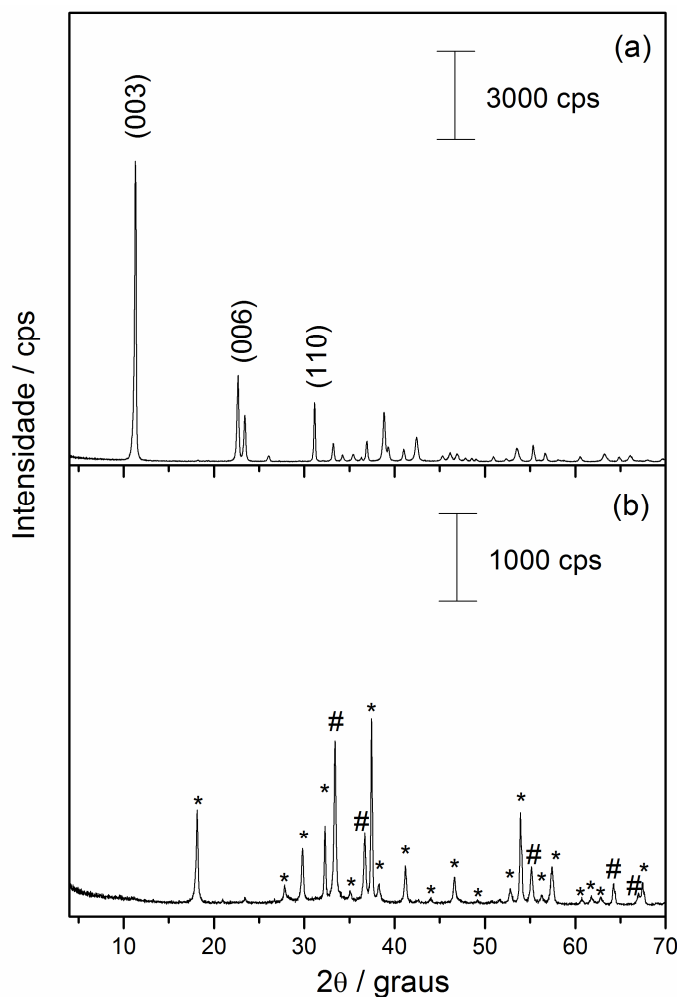 Intensidade / cps
(a)
3000 cps
(003)
(006)
(110)
(b)
1000 cps
* * * * # * # * * * * * * * * # * * * * * # # *
10 20 30 40 50 60 70
2θ / graus